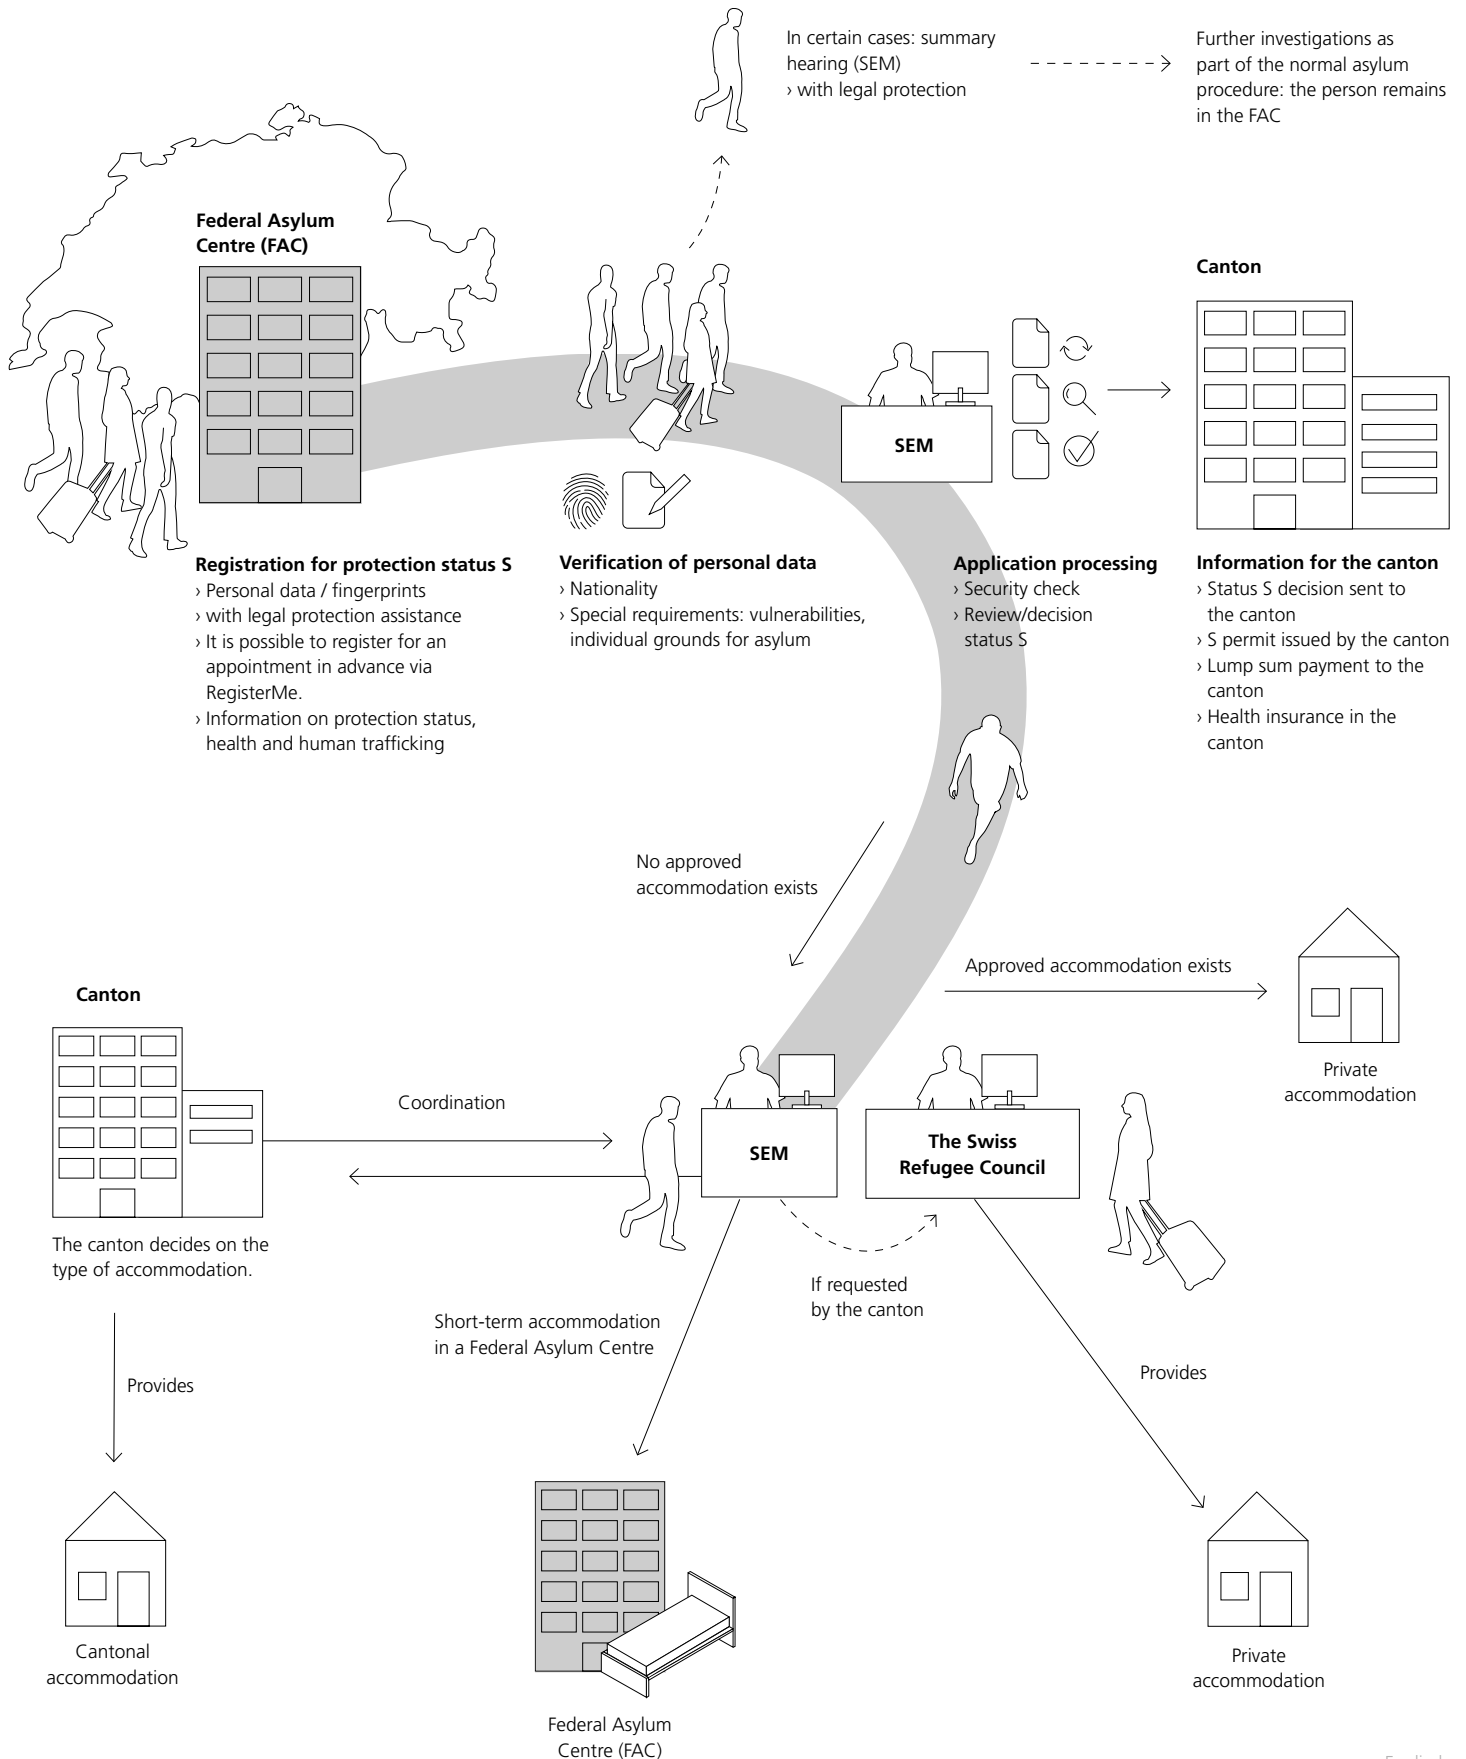 In certain cases: summary
hearing (SEM)
› with legal protection
Further investigations as
part of the normal asylum
procedure: the person remains
in the FAC
Federal Asylum
Centre (FAC)
Canton
SEM
Registration for protection status S
› Personal data / fingerprints
› with legal protection assistance
› It is possible to register for an
appointment in advance via
RegisterMe.
› Information on protection status,
health and human trafficking
Verification of personal data
› Nationality
› Special requirements: vulnerabilities,
individual grounds for asylum
Application processing
› Security check
› Review/decision
status S
Information for the canton
› Status S decision sent to
the canton
› S permit issued by the canton
› Lump sum payment to the
canton
› Health insurance in the
canton
No approved
accommodation exists
Approved accommodation exists
Private
accommodation
Canton
Coordination
SEM
The Swiss
Refugee Council
The canton decides on the
type of accommodation.
If requested
by the canton
Short-term accommodation
in a Federal Asylum Centre
Provides
Provides
Cantonal
accommodation
Private
accommodation
Federal Asylum
Centre (FAC)